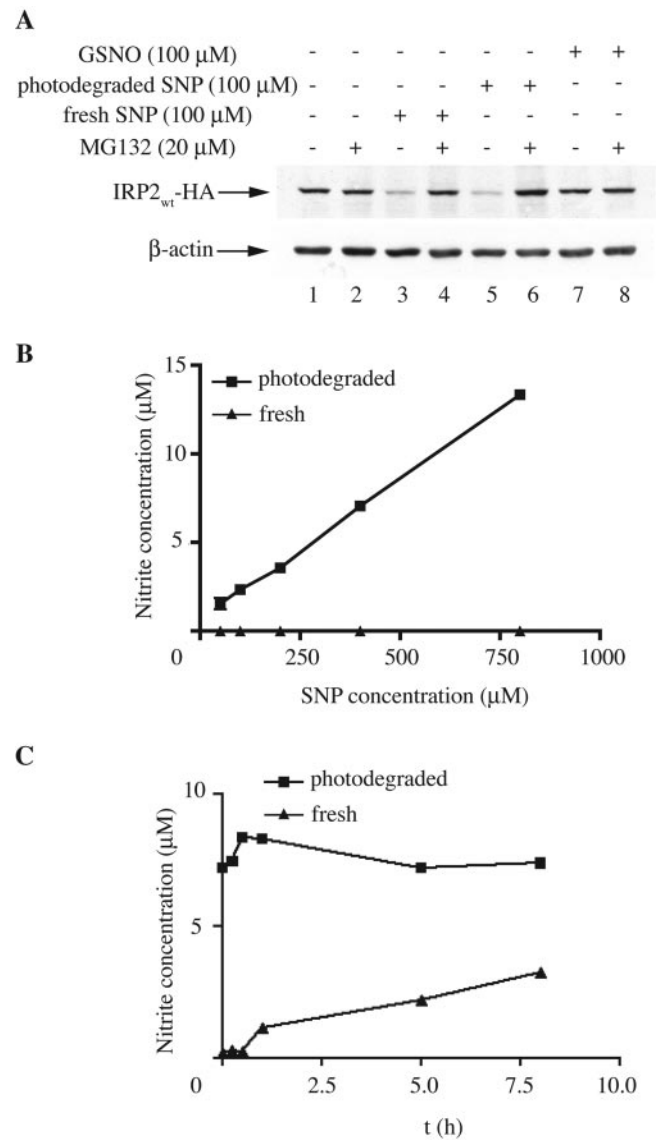 A
GSNO (100 μM) - - - - - - + +
photodegraded SNP (100 μM) - - - - + + - -
fresh SNP (100 μM) - - + + - - - -
MG132 (20 μM) - + - + - + - +
IRP2wt-HA
β-actin
1 2 3 4 5 6 7 8
B
15
10
5
0 250 500 750 1000
photodegraded
fresh
Nitrite concentration (μM)
SNP concentration (μM)
C
10
5
0 2.5 5.0 7.5 10.0
photodegraded
fresh
Nitrite concentration (μM)
t (h)